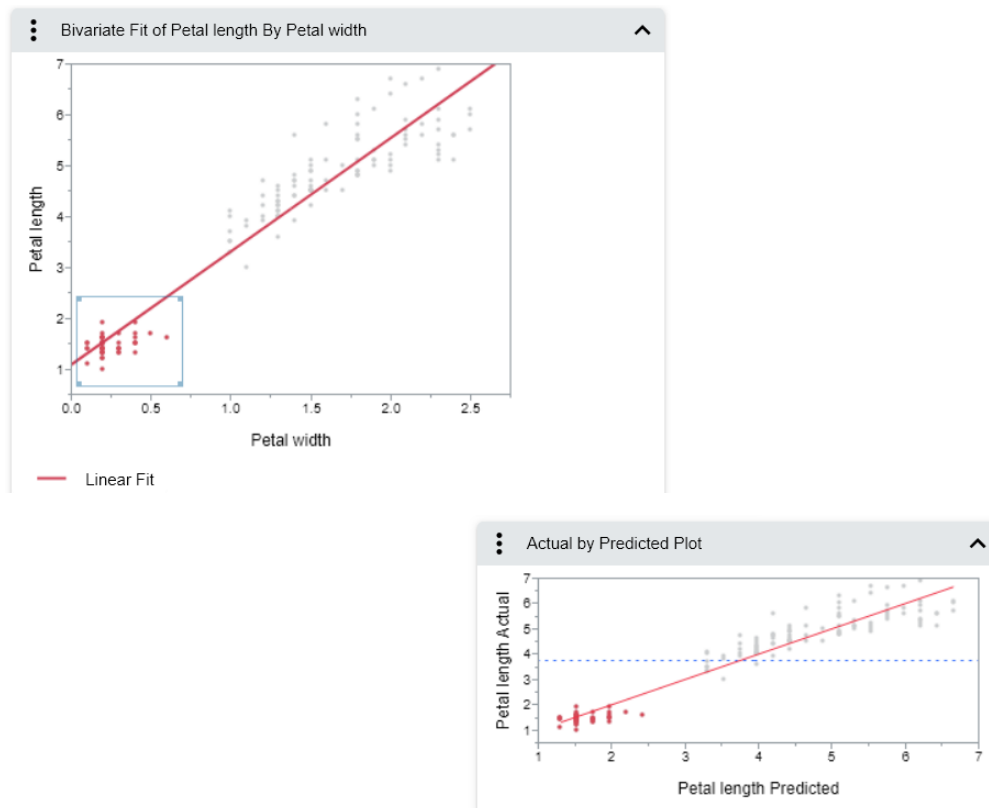 Bivariate Fit of Petal length By Petal width
7
6
5
4
3
2
1
Petal length
0.0 0.5 1.0 1.5 2.0 2.5
Petal width
Linear Fit
Actual by Predicted Plot
7
6
5
4
3
2
1
Petal length Actual
1 2 3 4 5 6 7
Petal length Predicted